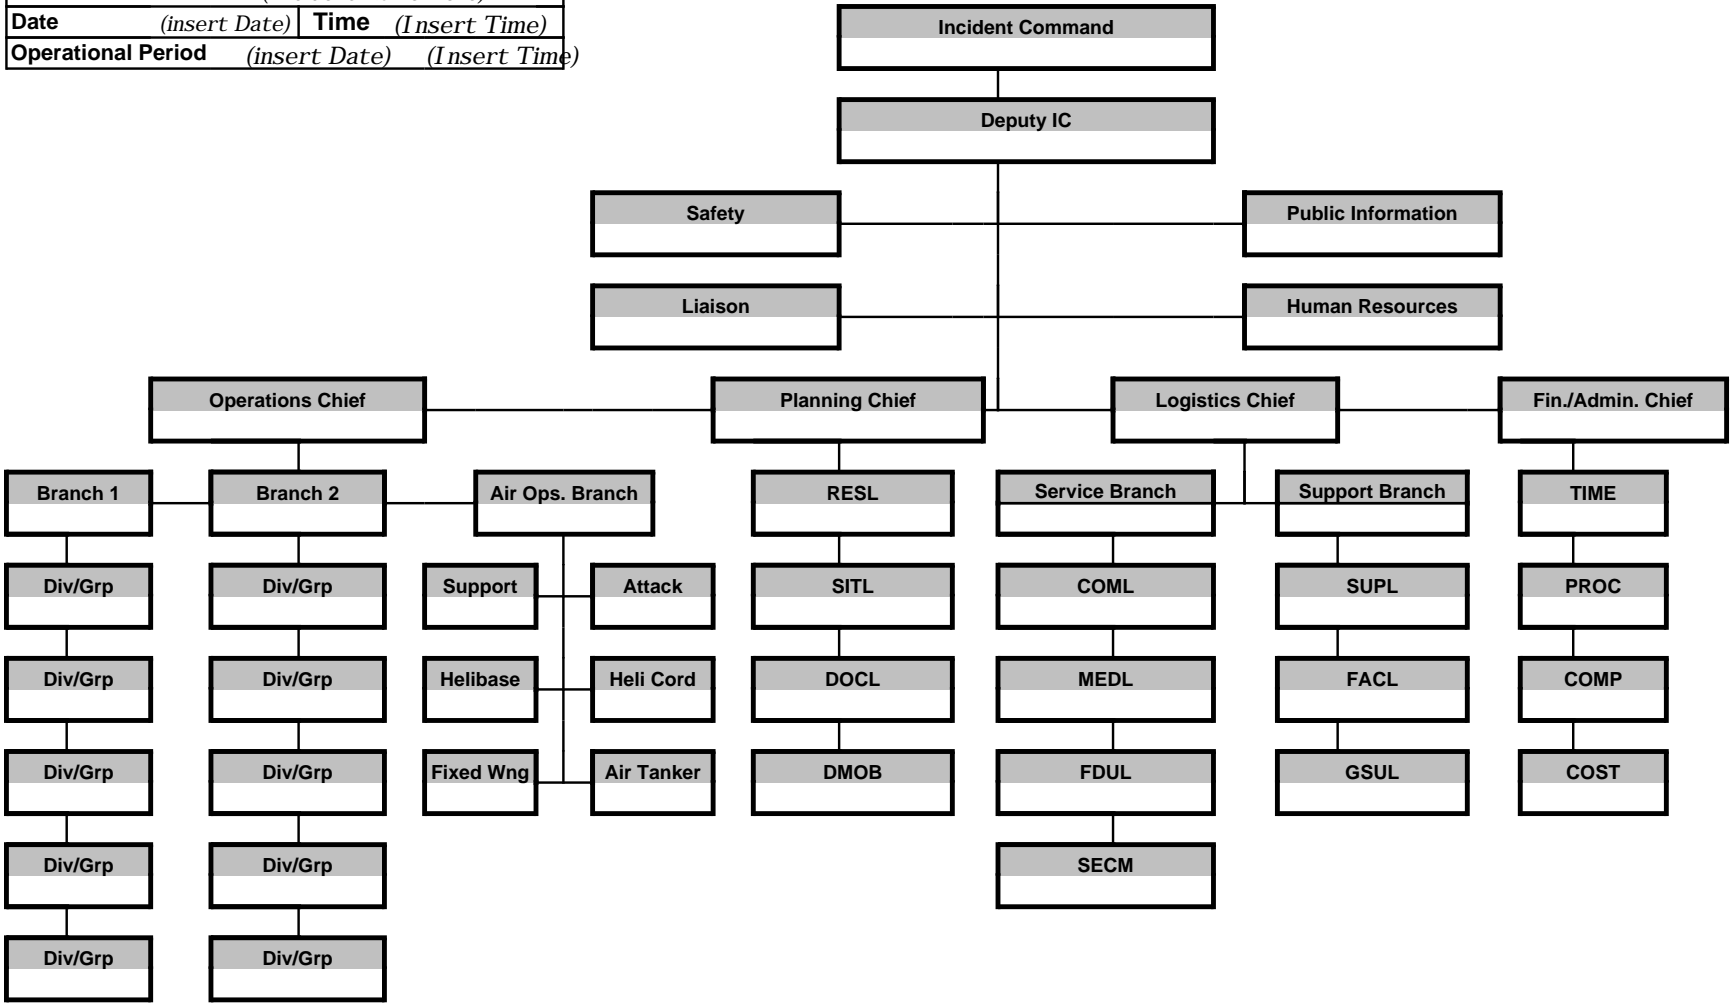 Date (insert Date) Time (Insert Time)
Operational Period (insert Date) (Insert Time)
Incident Command
Deputy IC
Safety
Public Information
Liaison
Human Resources
Operations Chief
Planning Chief
Logistics Chief
Fin./Admin. Chief
Branch 1
Branch 2
Air Ops. Branch
RESL
Service Branch
Support Branch
TIME
Div/Grp
Div/Grp
Support
Attack
SITL
COML
SUPL
PROC
Div/Grp
Div/Grp
Helibase
Heli Cord
DOCL
MEDL
FACL
COMP
Div/Grp
Div/Grp
Fixed Wng
Air Tanker
DMOB
FDUL
GSUL
COST
Div/Grp
Div/Grp
SECM
Div/Grp
Div/Grp